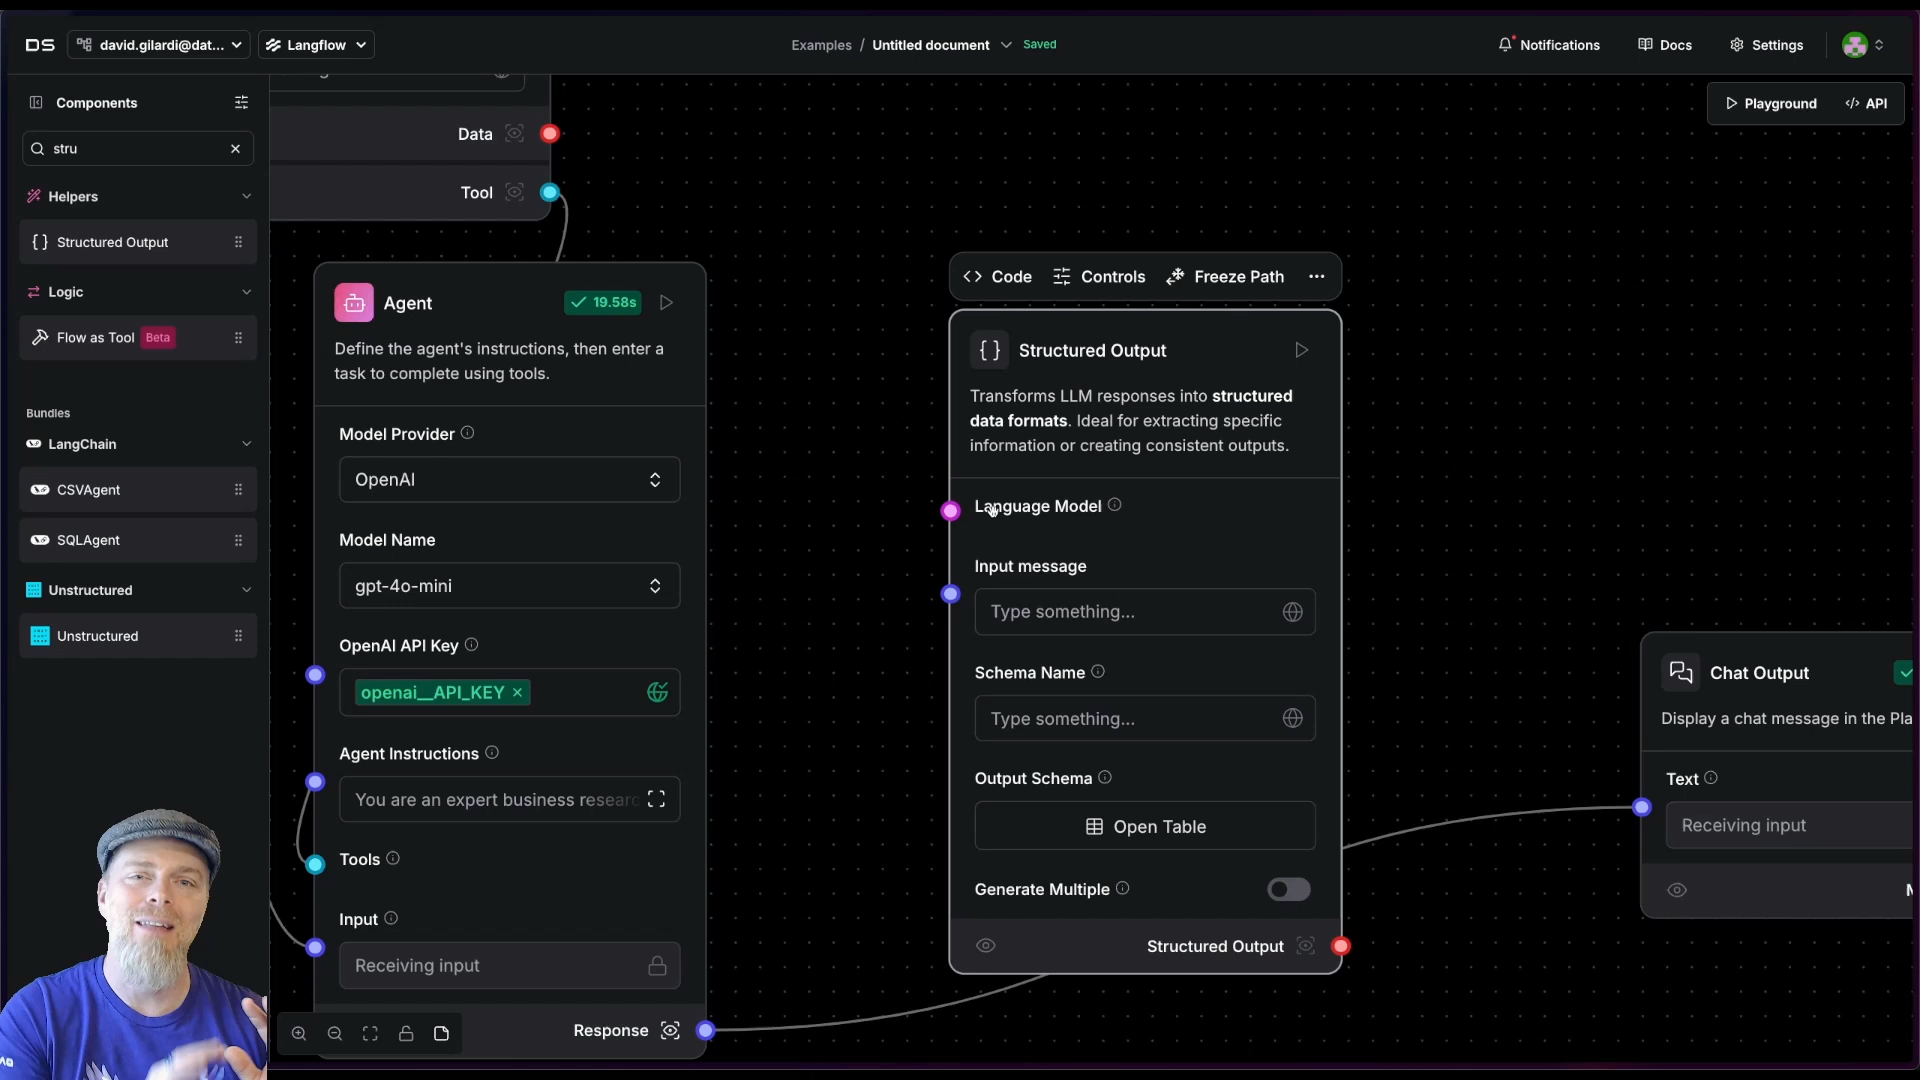 DS
david.gilardi@dat...
Langflow
Examples / Untitled document
Saved
Notifications
Docs
Settings
Components
stru
Helpers
Structured Output
Logic
Flow as Tool Beta
Bundles
LangChain
CSVAgent
SQLAgent
Unstructured
Unstructured
Playground
API
Data
Tool
Agent
19.58s
Define the agent's instructions, then enter a
task to complete using tools.
Model Provider
OpenAI
Model Name
gpt-4o-mini
OpenAI API Key
openai__API_KEY ×
Agent Instructions
You are an expert business researc
Tools
Input
Receiving input
Response
Code
Controls
Freeze Path
Structured Output
Transforms LLM responses into structured
data formats. Ideal for extracting specific
information or creating consistent outputs.
Language Model
Input message
Type something...
Schema Name
Type something...
Output Schema
Open Table
Generate Multiple
Structured Output
Chat Output
Display a chat message in the Pla
Text
Receiving input